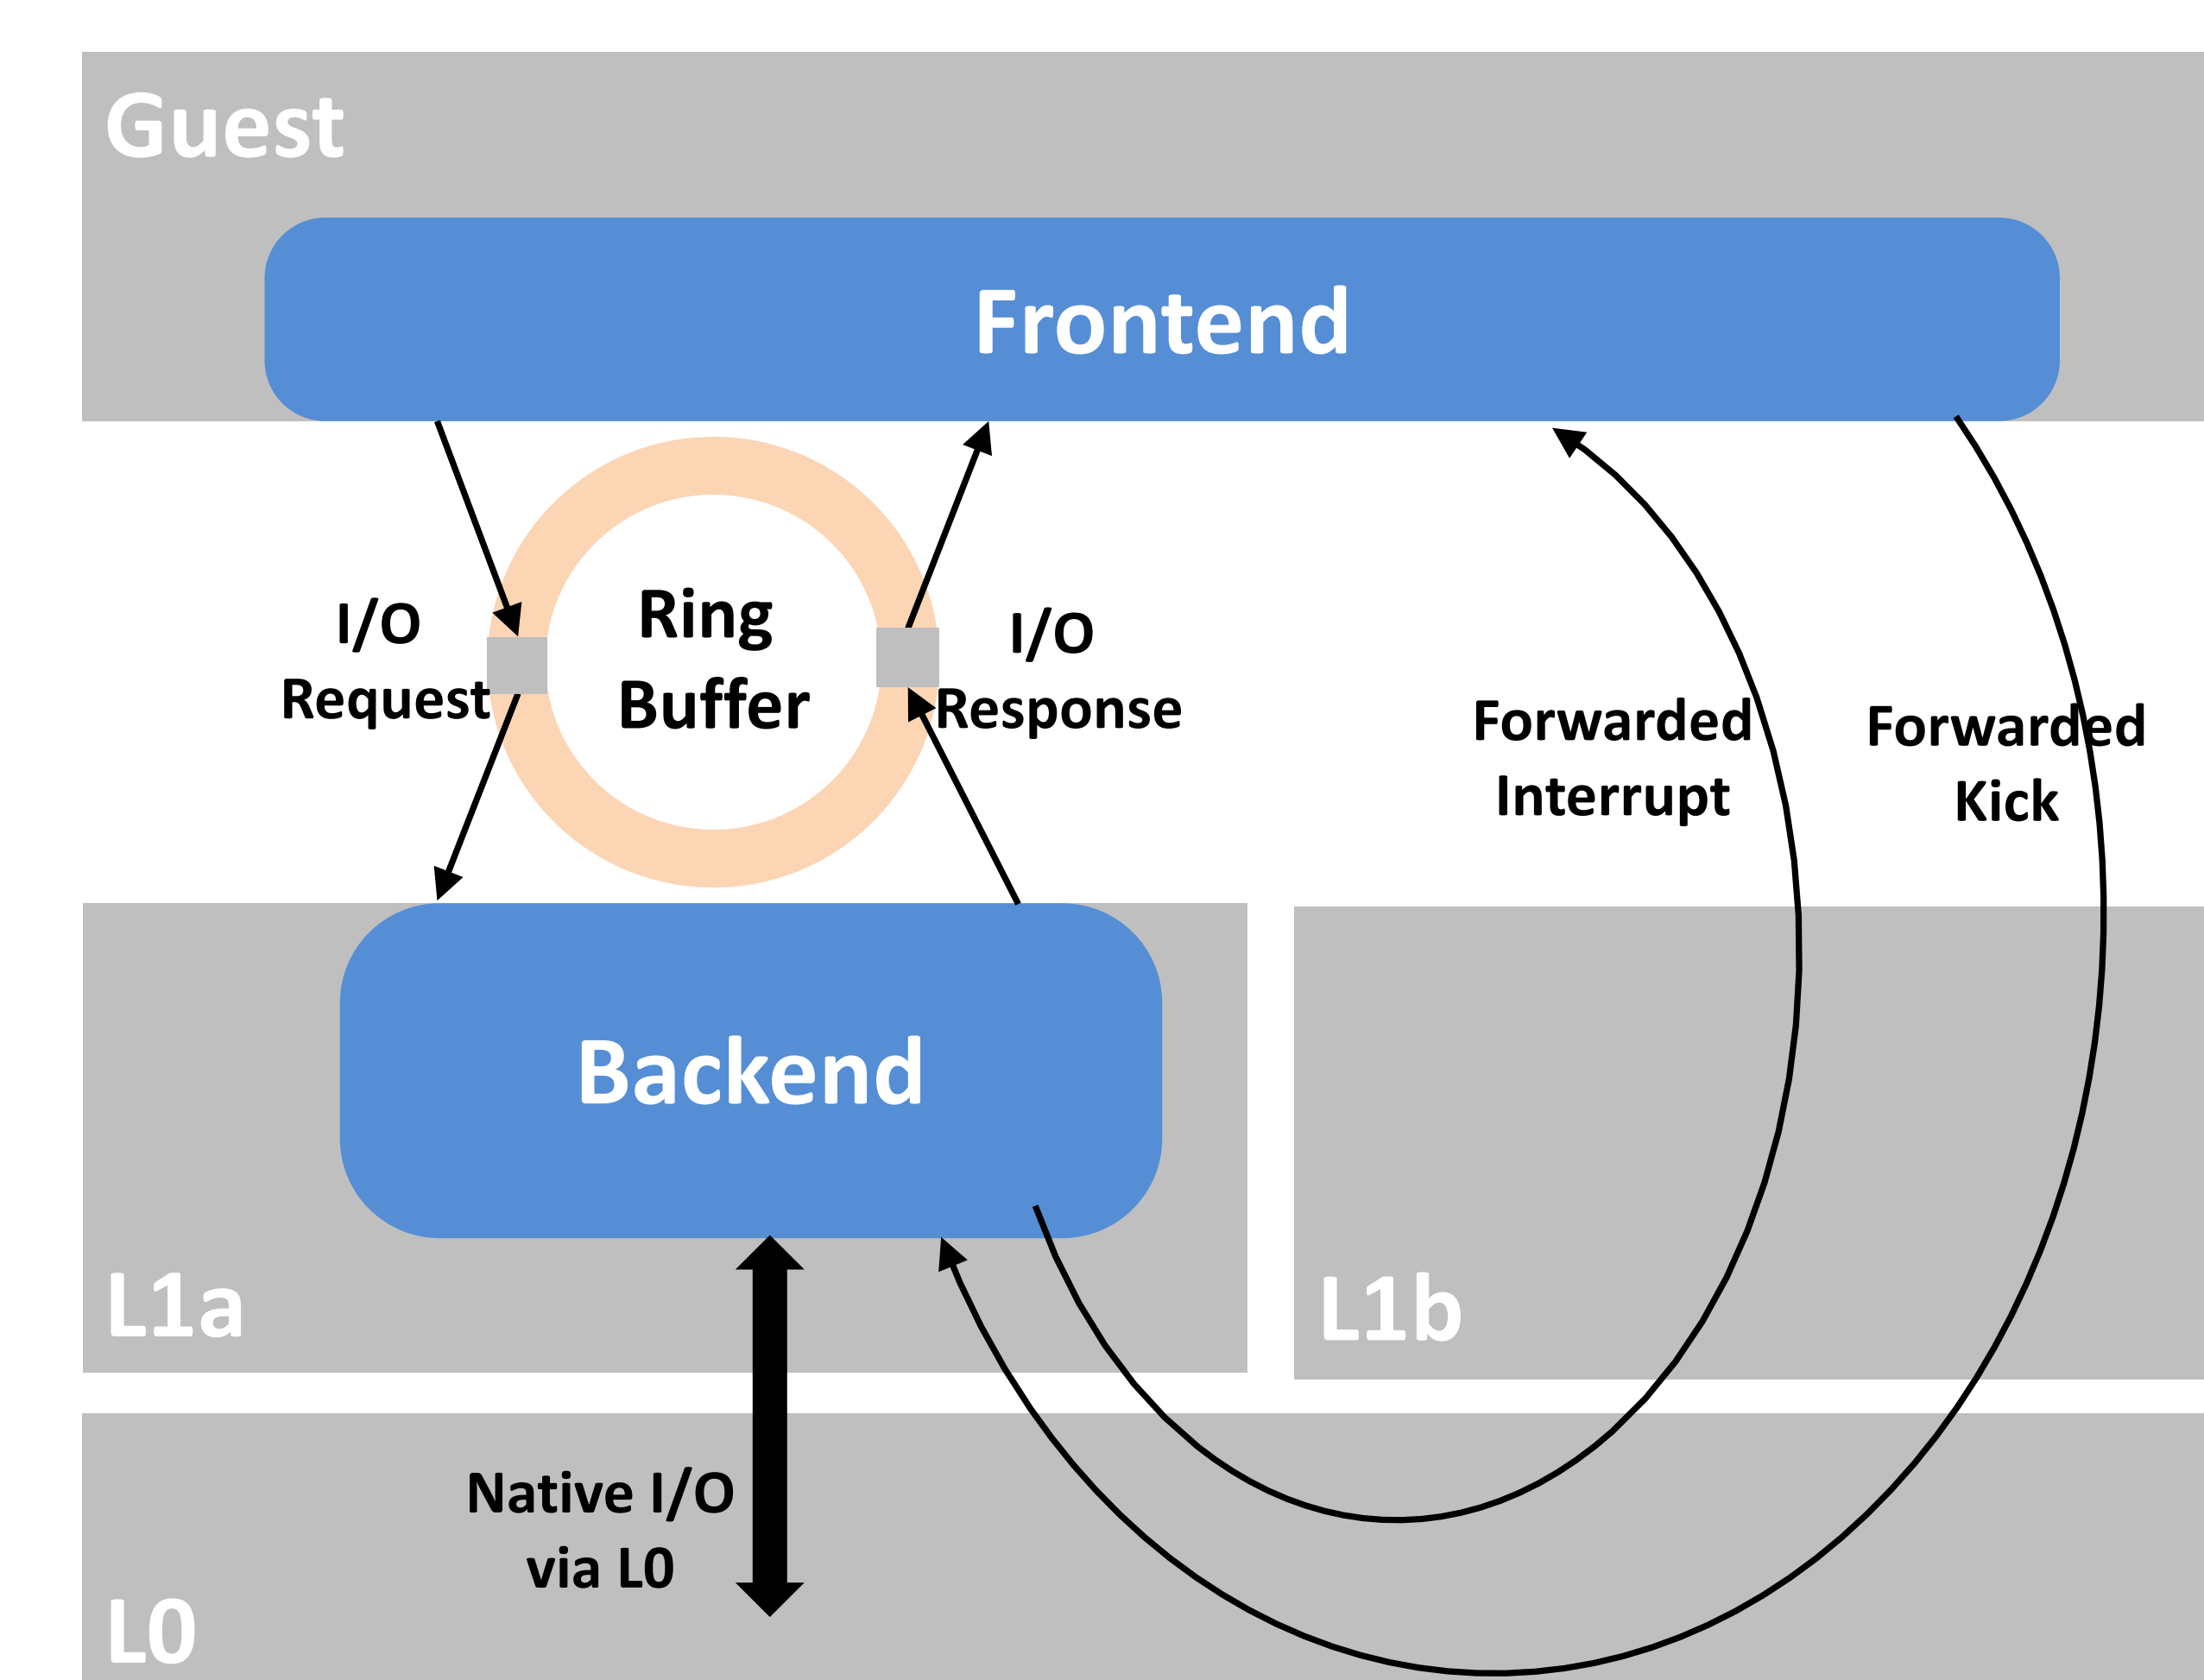 Guest
Frontend
I/O
Request
Ring
Buffer
I/O
Response
Forwarded
Interrupt
Forwarded
Kick
Backend
L1a
L1b
Native I/O
via L0
L0